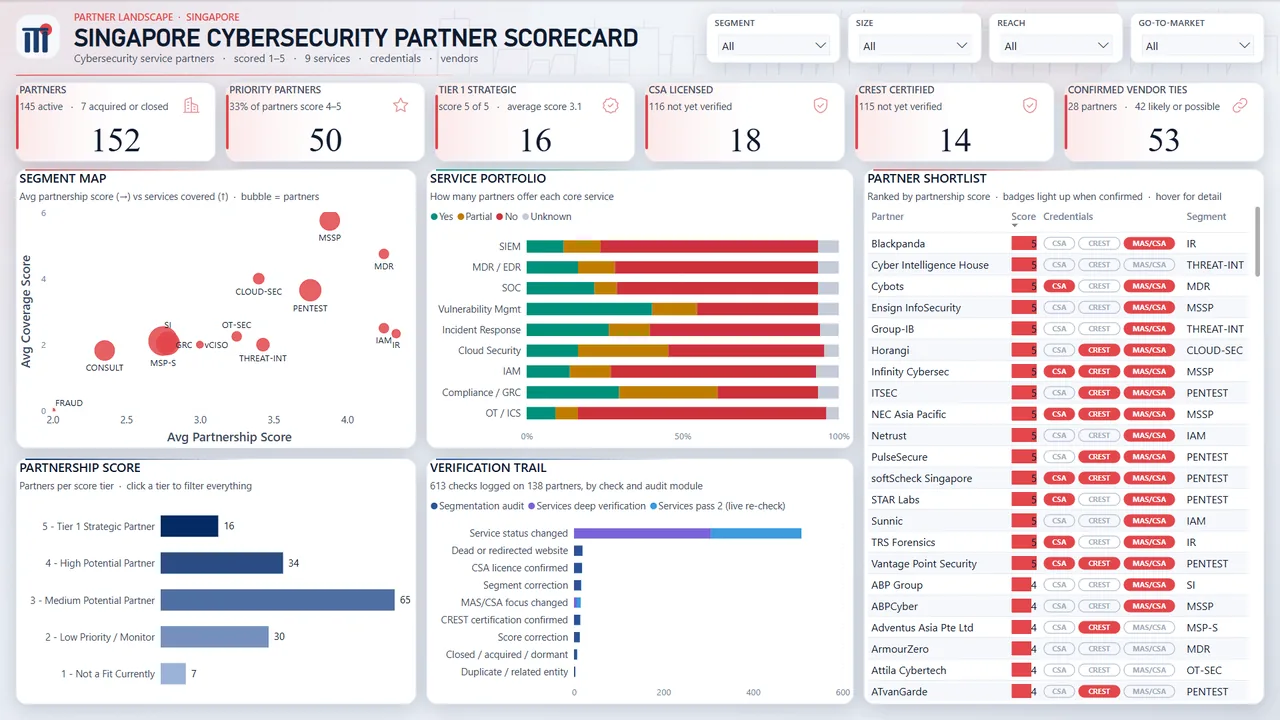 PARTNER LANDSCAPE · SINGAPORE
SINGAPORE CYBERSECURITY PARTNER SCORECARD
Cybersecurity service partners · scored 1–5 · 9 services · credentials · vendors
SEGMENT
All
SIZE
All
REACH
All
GO-TO-MARKET
All
PARTNERS
145 active · 7 acquired or closed
152
PRIORITY PARTNERS
33% of partners score 4–5
50
TIER 1 STRATEGIC
score 5 of 5 · average score 3.1
16
CSA LICENSED
116 not yet verified
18
CREST CERTIFIED
115 not yet verified
14
CONFIRMED VENDOR TIES
28 partners · 42 likely or possible
53
SEGMENT MAP
Avg partnership score (→) vs services covered (↑) · bubble = partners
Avg Coverage Score
6
4
2
0
MSSP
MDR
CLOUD-SEC
PENTEST
SI
OT-SEC
GRC
vCISO
IAM
IR
MSP-S
THREAT-INT
CONSULT
FRAUD
2.0 2.5 3.0 3.5 4.0
Avg Partnership Score
SERVICE PORTFOLIO
How many partners offer each core service
Yes Partial No Unknown
SIEM
MDR / EDR
SOC
Vulnerability Mgmt
Incident Response
Cloud Security
IAM
Compliance / GRC
OT / ICS
0% 50% 100%
PARTNERSHIP SCORE
Partners per score tier · click a tier to filter everything
5 - Tier 1 Strategic Partner 16
4 - High Potential Partner 34
3 - Medium Potential Partner 65
2 - Low Priority / Monitor 30
1 - Not a Fit Currently 7
VERIFICATION TRAIL
613 checks logged on 138 partners, by check and audit module
Segmentation audit Services deep verification Services pass 2 (live re-check)
Service status changed
Dead or redirected website
CSA licence confirmed
Segment correction
MAS/CSA focus changed
CREST certification confirmed
Score correction
Closed / acquired / dormant
Duplicate / related entity
0 200 400 600
PARTNER SHORTLIST
Ranked by partnership score · badges light up when confirmed · hover for detail
Partner Score Credentials Segment
Blackpanda 5 CSA CREST MAS/CSA IR
Cyber Intelligence House 5 CSA CREST MAS/CSA THREAT-INT
Cybots 5 CSA CREST MAS/CSA MDR
Ensign InfoSecurity 5 CSA CREST MAS/CSA MSSP
Group-IB 5 CSA CREST MAS/CSA THREAT-INT
Horangi 5 CSA CREST MAS/CSA CLOUD-SEC
Infinity Cybersec 5 CSA CREST MAS/CSA MSSP
ITSEC 5 CSA CREST MAS/CSA PENTEST
NEC Asia Pacific 5 CSA CREST MAS/CSA MSSP
Netrust 5 CSA CREST MAS/CSA IAM
PulseSecure 5 CSA CREST MAS/CSA PENTEST
softScheck Singapore 5 CSA CREST MAS/CSA PENTEST
STAR Labs 5 CSA CREST MAS/CSA PENTEST
Sunnic 5 CSA CREST MAS/CSA IAM
TRS Forensics 5 CSA CREST MAS/CSA IR
Vantage Point Security 5 CSA CREST MAS/CSA PENTEST
ABP Group 4 CSA CREST MAS/CSA SI
ABPCyber 4 CSA CREST MAS/CSA MSSP
Adventus Asia Pte Ltd 4 CSA CREST MAS/CSA MSP-S
ArmourZero 4 CSA CREST MAS/CSA MDR
Attila Cybertech 4 CSA CREST MAS/CSA OT-SEC
ATvanGarde 4 CSA CREST MAS/CSA PENTEST